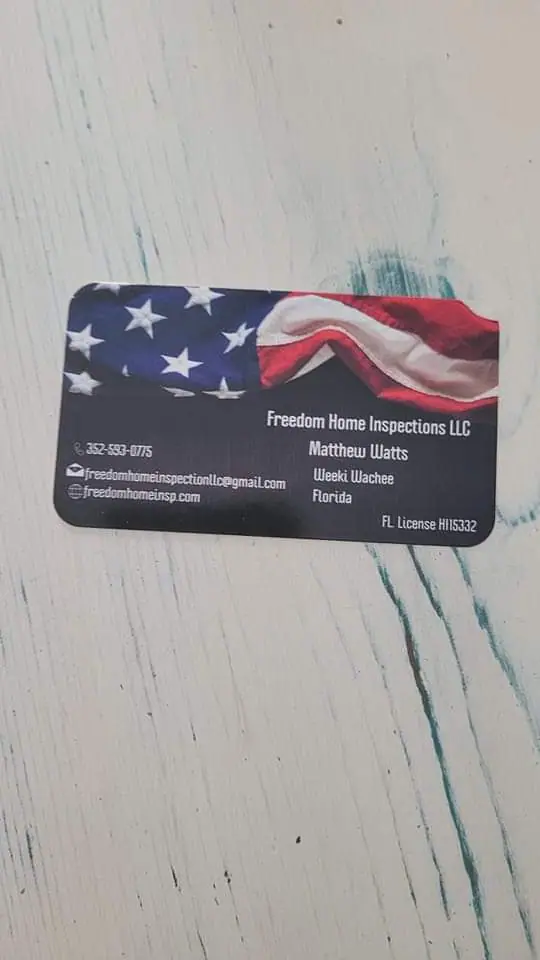 Freedom Home Inspections LLC
Matthew Watts
Weeki Wachee
Florida
352-593-0775
freedomhomeinspectionllc@gmail.com
freedomhomeinsp.com
FL License HI15332